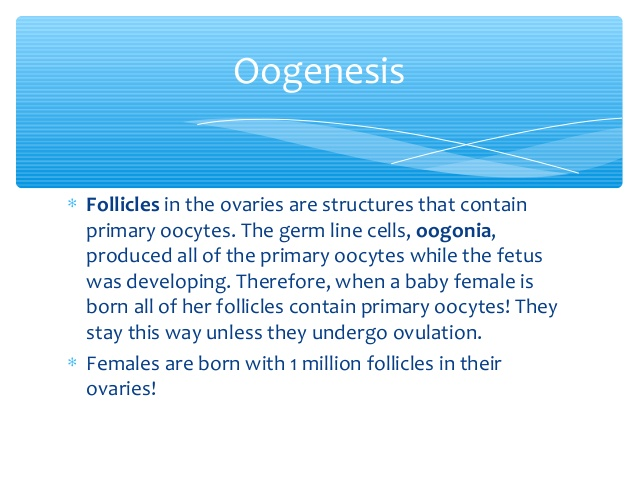 Oogenesis
* Follicles in the ovaries are structures that contain
primary oocytes. The germ line cells, oogonia,
produced all of the primary oocytes while the fetus
was developing. Therefore, when a baby female is
born all of her follicles contain primary oocytes! They
stay this way unless they undergo ovulation.
* Females are born with 1 million follicles in their
ovaries!